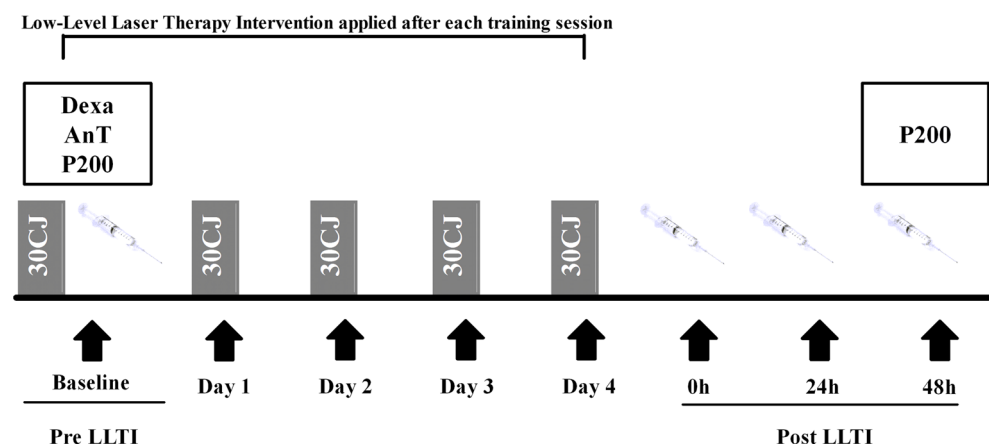 Low-Level Laser Therapy Intervention applied after each training session
Dexa
AnT
P200
P200
30CJ
30CJ
30CJ
30CJ
30CJ
Baseline
Day 1
Day 2
Day 3
Day 4
0h
24h
48h
Pre LLTI
Post LLTI